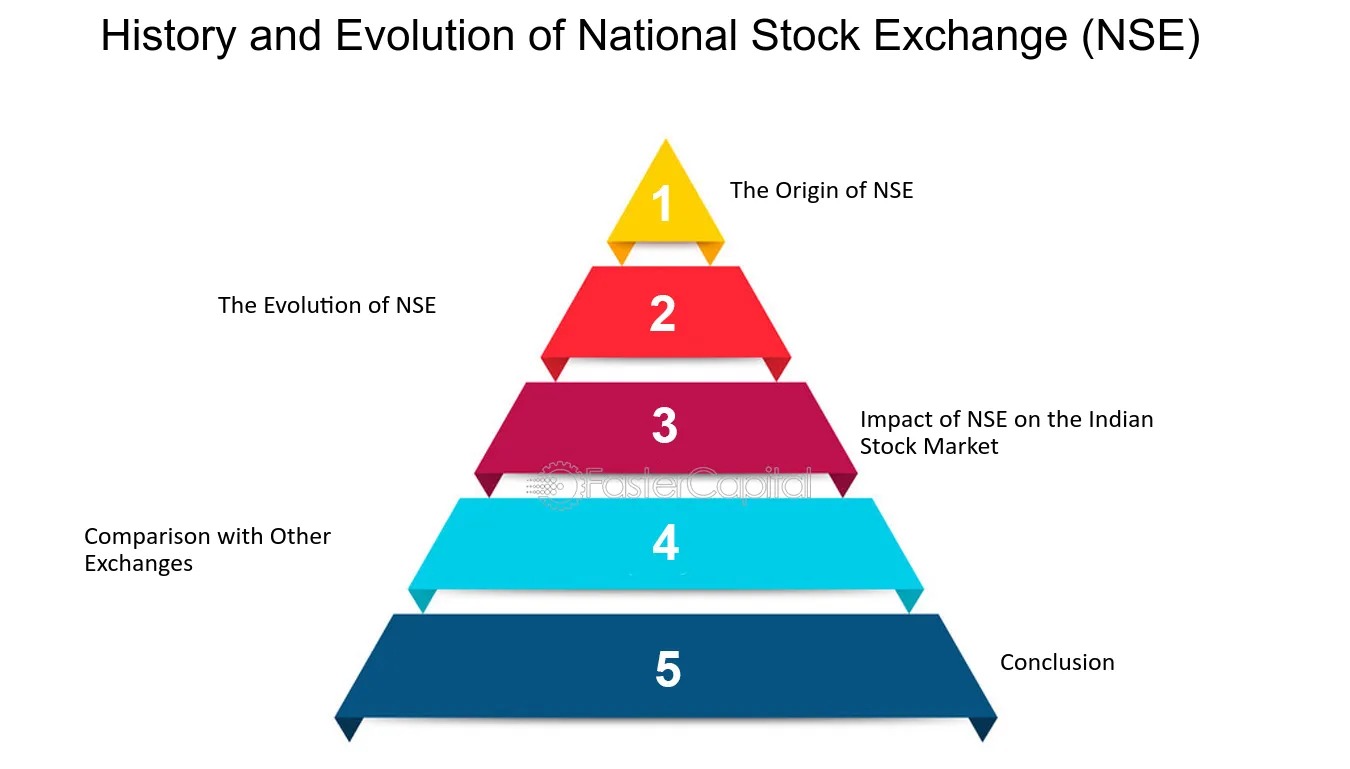 History and Evolution of National Stock Exchange (NSE)
1
The Origin of NSE
The Evolution of NSE
2
3
Impact of NSE on the Indian
Stock Market
FasterCapital
Comparison with Other
Exchanges
4
5
Conclusion